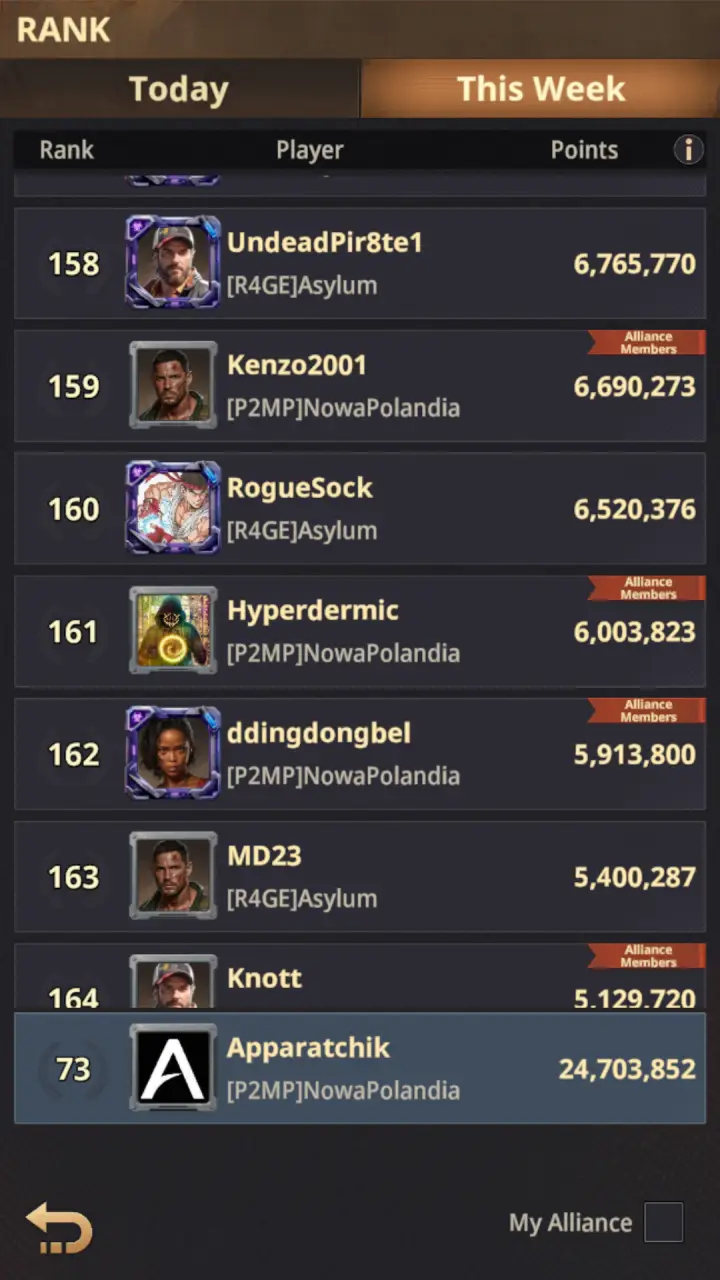 RANK
Today
This Week
Rank
Player
Points
158
UndeadPir8te1
[R4GE]Asylum
6,765,770
Alliance
Members
159
Kenzo2001
[P2MP]NowaPolandia
6,690,273
160
RogueSock
[R4GE]Asylum
6,520,376
Alliance
Members
161
Hyperdermic
[P2MP]NowaPolandia
6,003,823
Alliance
Members
162
ddingdongbel
[P2MP]NowaPolandia
5,913,800
163
MD23
[R4GE]Asylum
5,400,287
Alliance
Members
164
Knott
5,129,720
73
Apparatchik
[P2MP]NowaPolandia
24,703,852
My Alliance